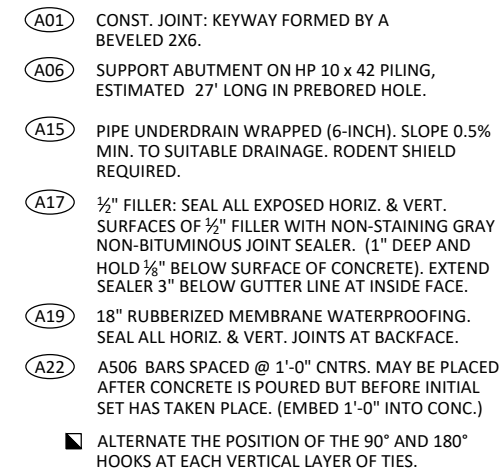 A01 CONST. JOINT: KEYWAY FORMED BY A
BEVELED 2X6.
A06 SUPPORT ABUTMENT ON HP 10 x 42 PILING,
ESTIMATED 27' LONG IN PREBORED HOLE.
A15 PIPE UNDERDRAIN WRAPPED (6-INCH). SLOPE 0.5%
MIN. TO SUITABLE DRAINAGE. RODENT SHIELD
REQUIRED.
A17 ½" FILLER: SEAL ALL EXPOSED HORIZ. & VERT.
SURFACES OF ½" FILLER WITH NON-STAINING GRAY
NON-BITUMINOUS JOINT SEALER. (1" DEEP AND
HOLD ⅛" BELOW SURFACE OF CONCRETE). EXTEND
SEALER 3" BELOW GUTTER LINE AT INSIDE FACE.
A19 18" RUBBERIZED MEMBRANE WATERPROOFING.
SEAL ALL HORIZ. & VERT. JOINTS AT BACKFACE.
A22 A506 BARS SPACED @ 1'-0" CNTRS. MAY BE PLACED
AFTER CONCRETE IS POURED BUT BEFORE INITIAL
SET HAS TAKEN PLACE. (EMBED 1'-0" INTO CONC.)
ALTERNATE THE POSITION OF THE 90° AND 180°
HOOKS AT EACH VERTICAL LAYER OF TIES.